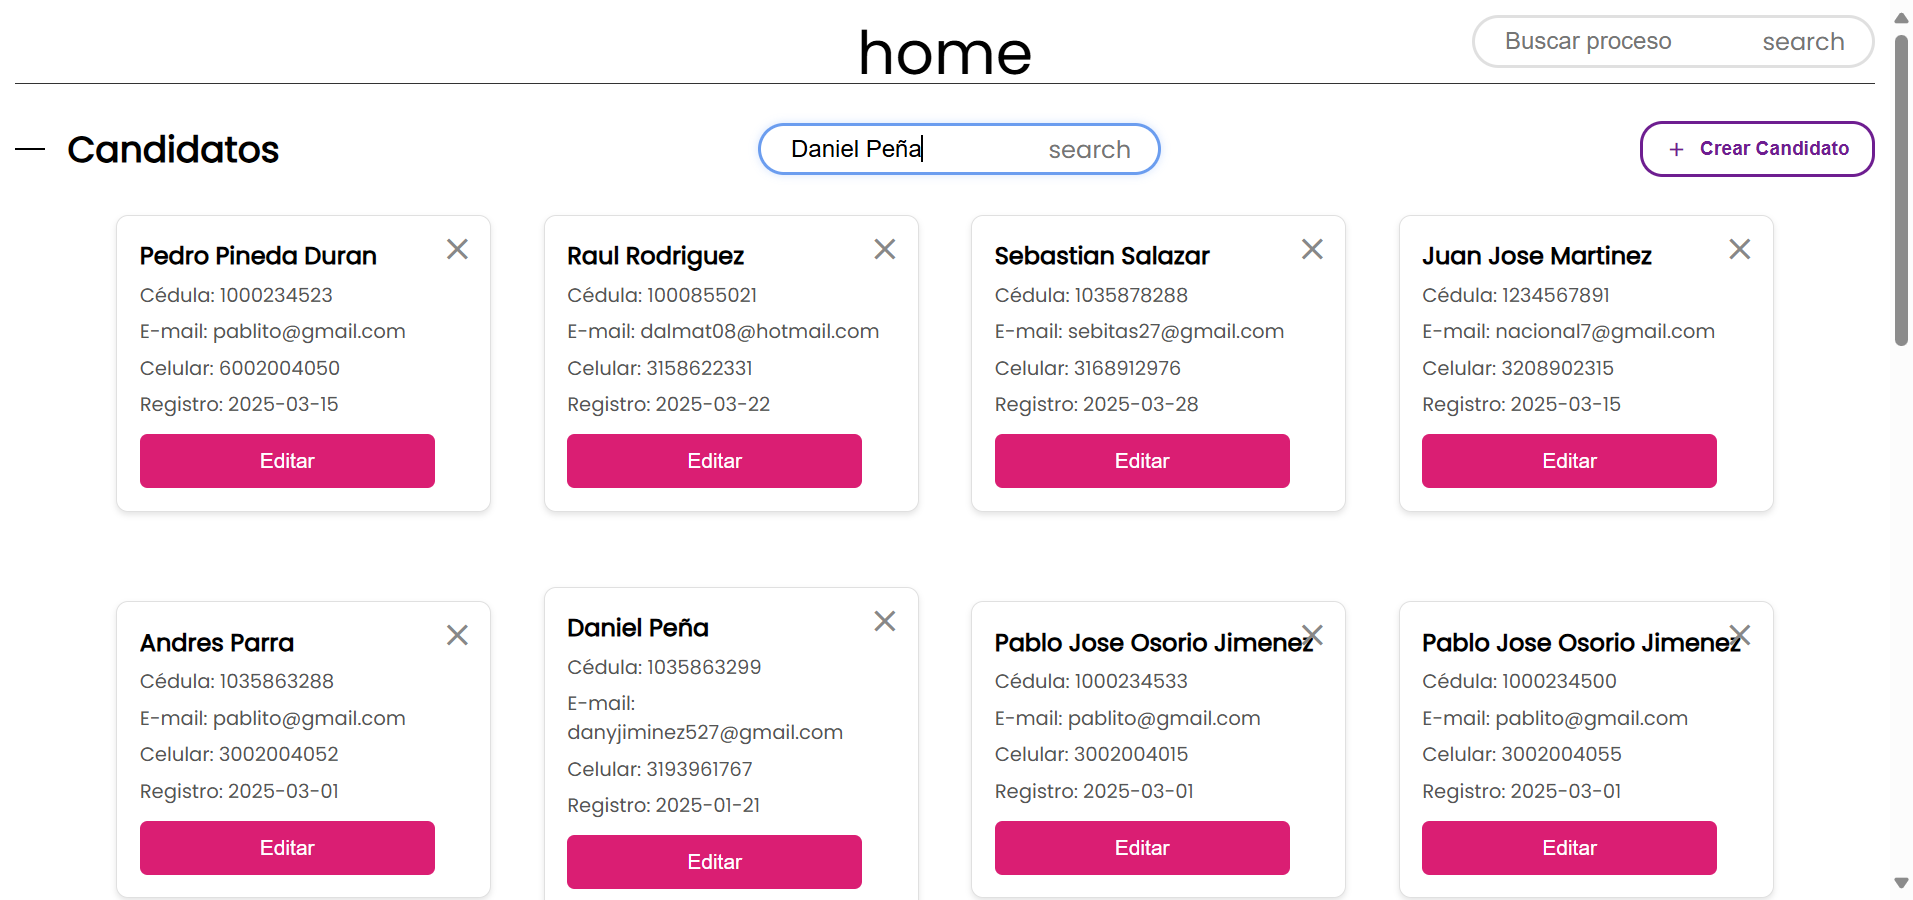 home
Buscar proceso search
Candidatos
Daniel Peña search
+ Crear Candidato
Pedro Pineda Duran
Cédula: 1000234523
E-mail: pablito@gmail.com
Celular: 6002004050
Registro: 2025-03-15
Editar
Raul Rodriguez
Cédula: 1000855021
E-mail: dalmat08@hotmail.com
Celular: 3158622331
Registro: 2025-03-22
Editar
Sebastian Salazar
Cédula: 1035878288
E-mail: sebitas27@gmail.com
Celular: 3168912976
Registro: 2025-03-28
Editar
Juan Jose Martinez
Cédula: 1234567891
E-mail: nacional7@gmail.com
Celular: 3208902315
Registro: 2025-03-15
Editar
Andres Parra
Cédula: 1035863288
E-mail: pablito@gmail.com
Celular: 3002004052
Registro: 2025-03-01
Editar
Daniel Peña
Cédula: 1035863299
E-mail:
danyjiminez527@gmail.com
Celular: 3193961767
Registro: 2025-01-21
Editar
Pablo Jose Osorio Jimenez
Cédula: 1000234533
E-mail: pablito@gmail.com
Celular: 3002004015
Registro: 2025-03-01
Editar
Pablo Jose Osorio Jimenez
Cédula: 1000234500
E-mail: pablito@gmail.com
Celular: 3002004055
Registro: 2025-03-01
Editar